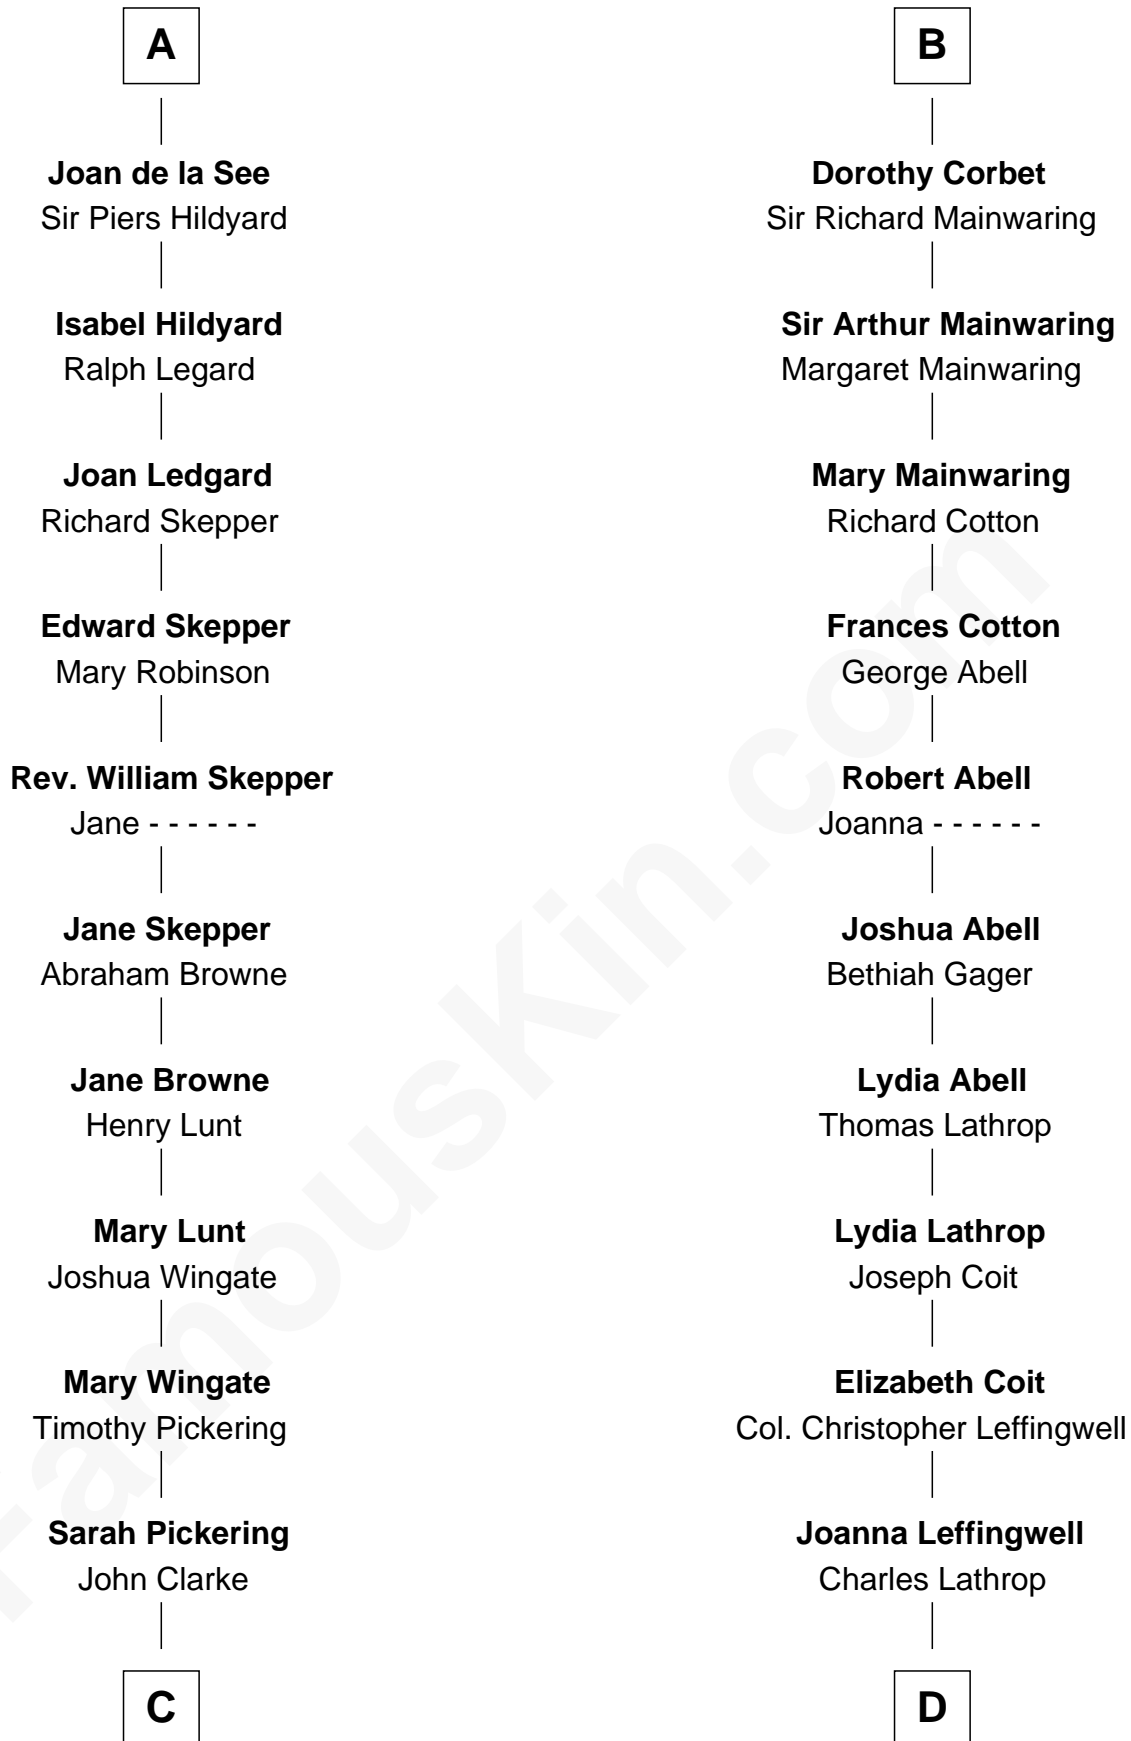 A
Joan de la See
Sir Piers Hildyard
Isabel Hildyard
Ralph Legard
Joan Ledgard
Richard Skepper
Edward Skepper
Mary Robinson
Rev. William Skepper
Jane - - - - - -
Jane Skepper
Abraham Browne
Jane Browne
Henry Lunt
Mary Lunt
Joshua Wingate
Mary Wingate
Timothy Pickering
Sarah Pickering
John Clarke
C
B
Dorothy Corbet
Sir Richard Mainwaring
Sir Arthur Mainwaring
Margaret Mainwaring
Mary Mainwaring
Richard Cotton
Frances Cotton
George Abell
Robert Abell
Joanna - - - - - -
Joshua Abell
Bethiah Gager
Lydia Abell
Thomas Lathrop
Lydia Lathrop
Joseph Coit
Elizabeth Coit
Col. Christopher Leffingwell
Joanna Leffingwell
Charles Lathrop
D
FamousKin.com